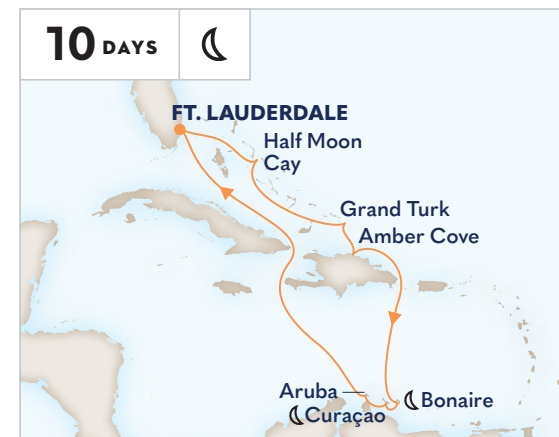 10 DAYS
FT. LAUDERDALE
Half Moon
Cay
Grand Turk
Amber Cove
Aruba —
Curaçao
Bonaire